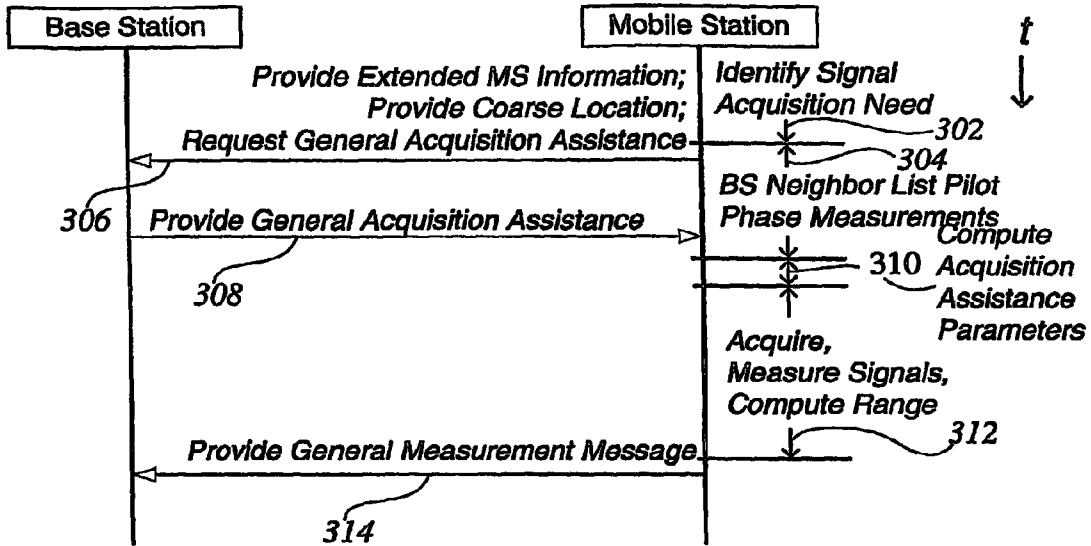 Base Station
Mobile Station
t
Provide Extended MS Information;
Provide Coarse Location;
Request General Acquisition Assistance
Identify Signal
Acquisition Need
302
304
306
BS Neighbor List Pilot
Phase Measurements
Provide General Acquisition Assistance
308
310
Compute
Acquisition
Assistance
Parameters
Acquire,
Measure Signals,
Compute Range
312
Provide General Measurement Message
314